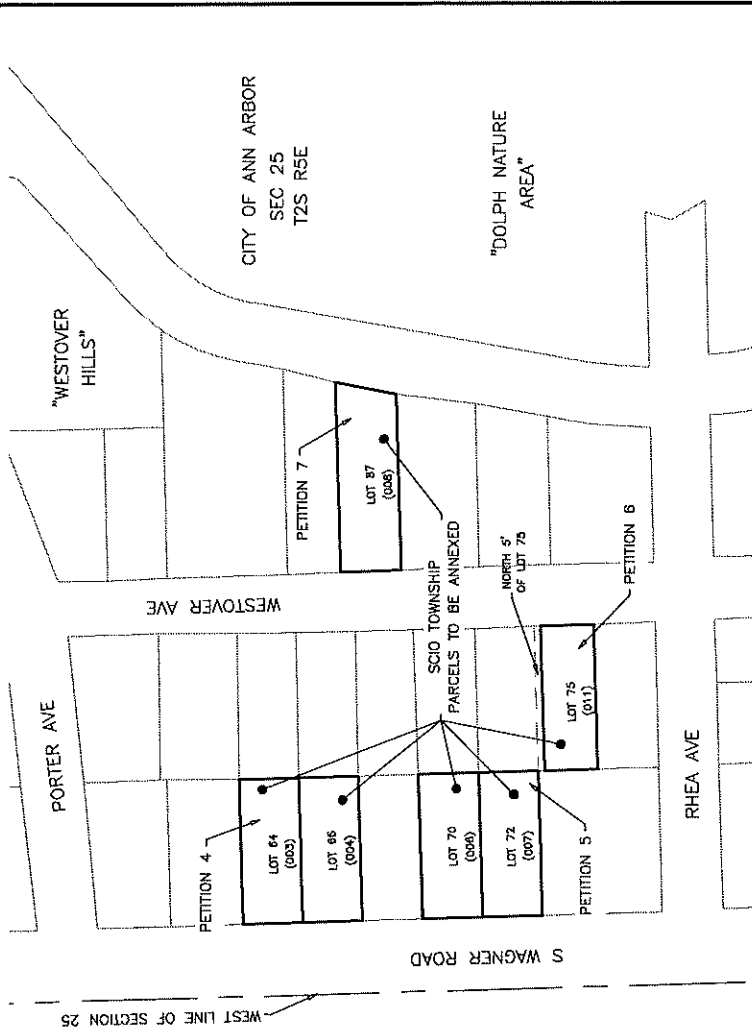 CITY OF ANN ARBOR
SEC 25
T2S R5E
"DOLPH NATURE
AREA"
"WESTOVER
HILLS"
PETITION 7
LOT 87
(008)
WESTOVER AVE
SCIO TOWNSHIP
PARCELS TO BE ANNEXED
NORTH 5'
OF LOT 75
PETITION 6
LOT 75
(011)
PORTER AVE
RHEA AVE
PETITION 4
LOT 64
(003)
LOT 66
(004)
LOT 70
(006)
LOT 72
(007)
PETITION 5
S WAGNER ROAD
WEST LINE OF SECTION 25